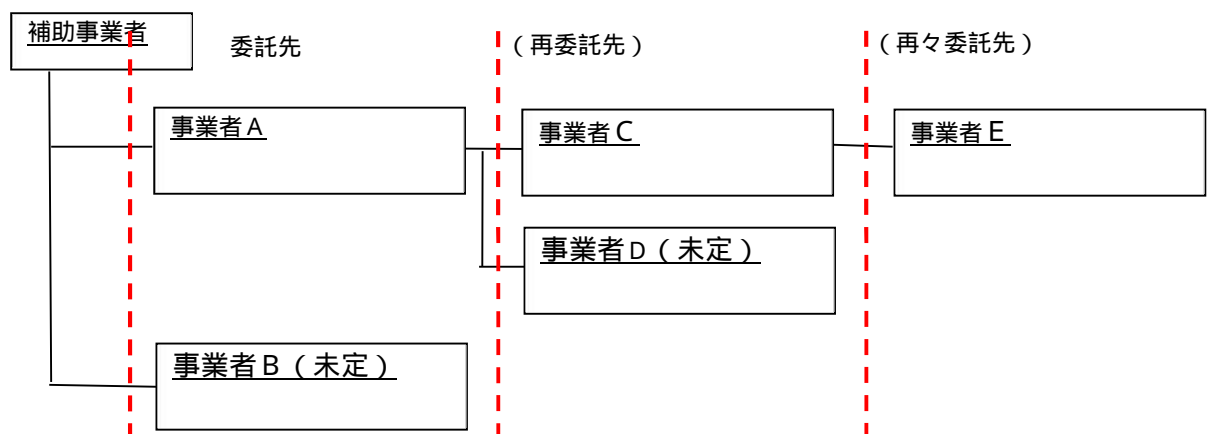 補助事業者
委託先
（再委託先）
（再々委託先）
事業者A
事業者C
事業者E
事業者D（未定）
事業者B（未定）